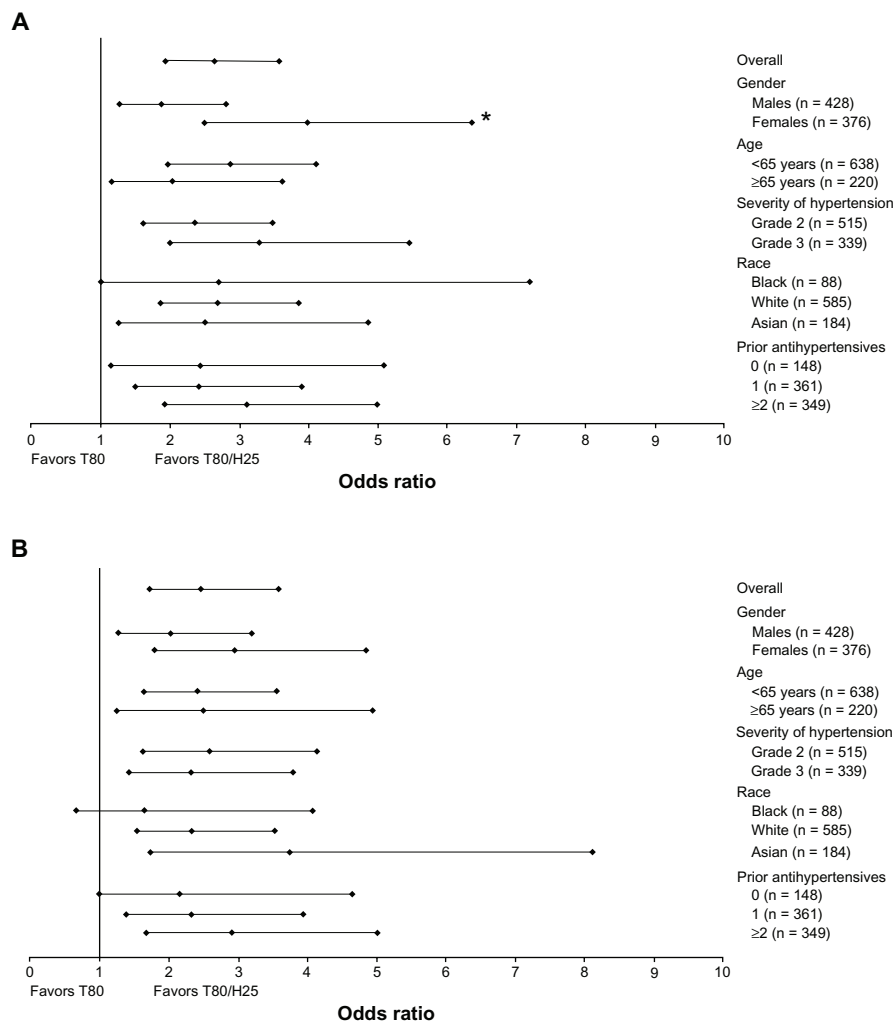 A
Overall
Gender
Males (n = 428)
*
Females (n = 376)
Age
<65 years (n = 638)
≥65 years (n = 220)
Severity of hypertension
Grade 2 (n = 515)
Grade 3 (n = 339)
Race
Black (n = 88)
White (n = 585)
Asian (n = 184)
Prior antihypertensives
0 (n = 148)
1 (n = 361)
≥2 (n = 349)
0 1 2 3 4 5 6 7 8 9 10
Favors T80 Favors T80/H25
Odds ratio
B
Overall
Gender
Males (n = 428)
Females (n = 376)
Age
<65 years (n = 638)
≥65 years (n = 220)
Severity of hypertension
Grade 2 (n = 515)
Grade 3 (n = 339)
Race
Black (n = 88)
White (n = 585)
Asian (n = 184)
Prior antihypertensives
0 (n = 148)
1 (n = 361)
≥2 (n = 349)
0 1 2 3 4 5 6 7 8 9 10
Favors T80 Favors T80/H25
Odds ratio